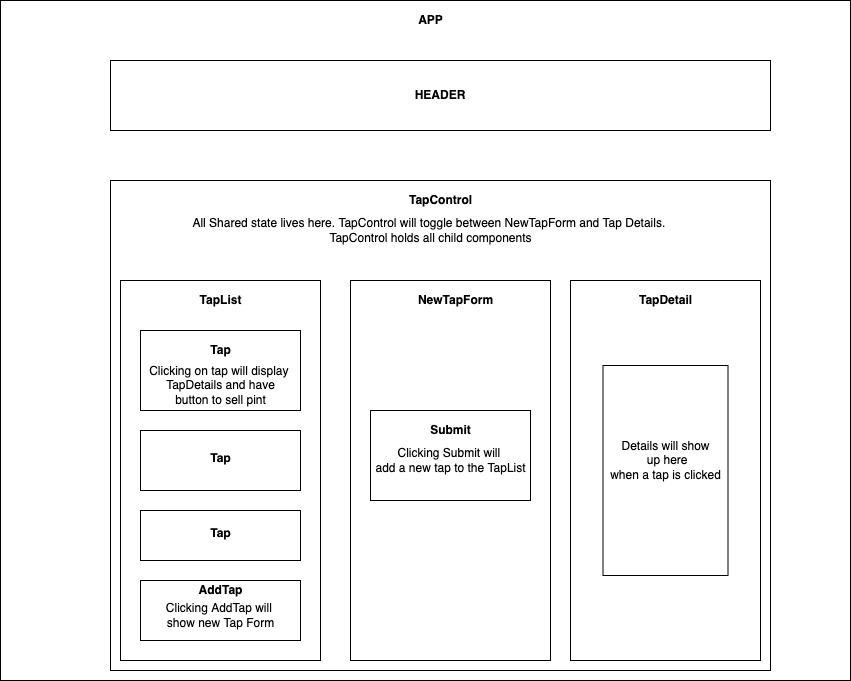 APP
HEADER
TapControl
All Shared state lives here. TapControl will toggle between NewTapForm and Tap Details.
TapControl holds all child components
TapList
Tap
Clicking on tap will display
TapDetails and have
button to sell pint
Tap
Tap
AddTap
Clicking AddTap will
show new Tap Form
NewTapForm
Submit
Clicking Submit will
add a new tap to the TapList
TapDetail
Details will show
up here
when a tap is clicked